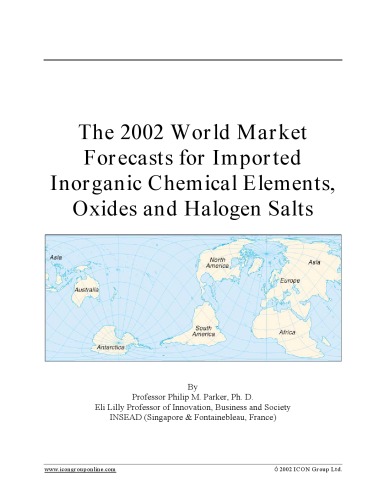 The 2002 World Market
Forecasts for Imported
Inorganic Chemical Elements,
Oxides and Halogen Salts
Asia
North
America
Asia
Europe
Australia
South
America
Africa
Antarctica
By
Professor Philip M. Parker, Ph. D.
Eli Lilly Professor of Innovation, Business and Society
INSEAD (Singapore & Fontainebleau, France)
www.icongrouponline.com ©2002 ICON Group Ltd.